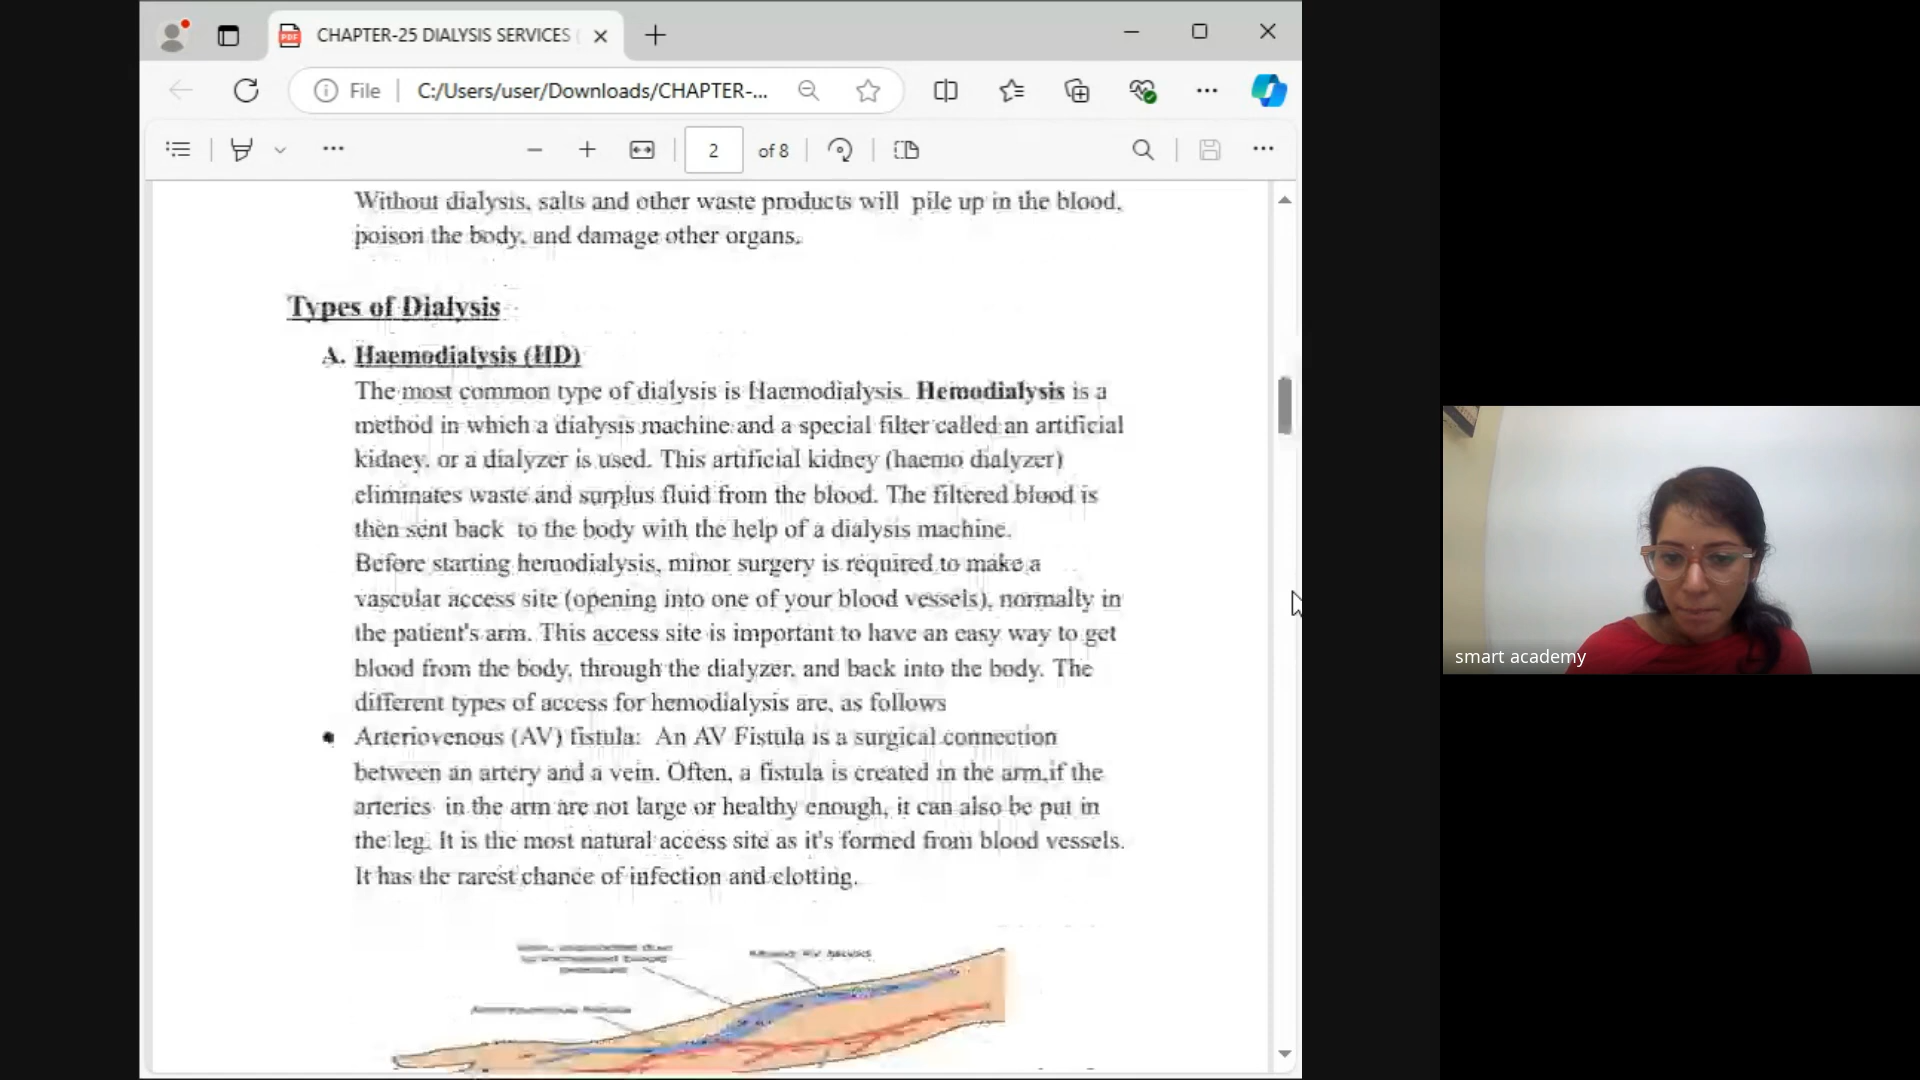 CHAPTER-25 DIALYSIS SERVICES (
File
C:/Users/user/Downloads/CHAPTER-...
2 of 8
Without dialysis, salts and other waste products will pile up in the blood,
poison the body, and damage other organs.
Types of Dialysis
A. Haemodialysis (HD)
The most common type of dialysis is Haemodialysis. Hemodialysis is a
method in which a dialysis machine and a special filter called an artificial
kidney, or a dialyzer is used. This artificial kidney (haemo dialyzer)
eliminates waste and surplus fluid from the blood. The filtered blood is
then sent back to the body with the help of a dialysis machine.
Before starting hemodialysis, minor surgery is required to make a
vascular access site (opening into one of your blood vessels), normally in
the patient's arm. This access site is important to have an easy way to get
blood from the body, through the dialyzer, and back into the body. The
different types of access for hemodialysis are, as follows
• Arteriovenous (AV) fistula: An AV Fistula is a surgical connection
between an artery and a vein. Often, a fistula is created in the arm,if the
arteries in the arm are not large or healthy enough, it can also be put in
the leg. It is the most natural access site as it's formed from blood vessels.
It has the rarest chance of infection and clotting.
smart academy